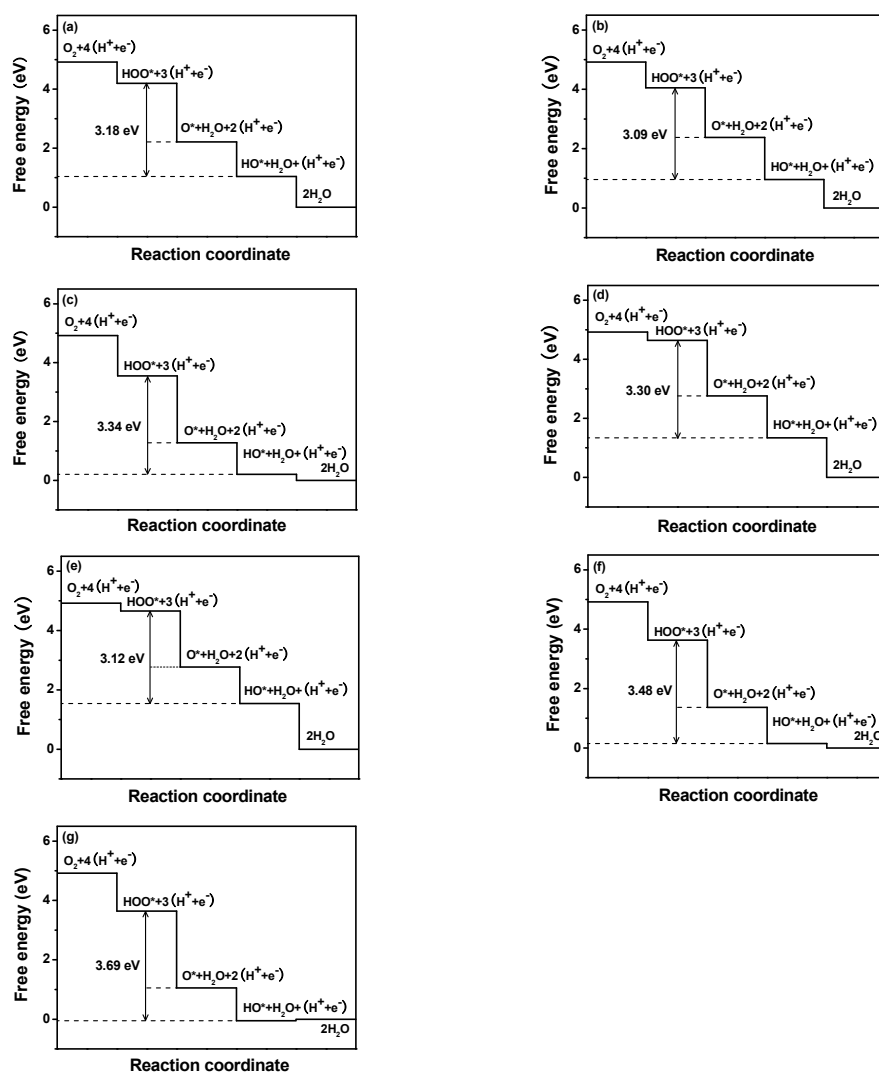 (a)
O₂+4(H⁺+e⁻)
HOO*+3(H⁺+e⁻)
3.18 eV
O*+H₂O+2(H⁺+e⁻)
HO*+H₂O+(H⁺+e⁻)
2H₂O
6
4
2
0
Free energy (eV)
Reaction coordinate
(b)
O₂+4(H⁺+e⁻)
HOO*+3(H⁺+e⁻)
3.09 eV
O*+H₂O+2(H⁺+e⁻)
HO*+H₂O+(H⁺+e⁻)
2H₂O
6
4
2
0
Free energy (eV)
Reaction coordinate
(c)
O₂+4(H⁺+e⁻)
HOO*+3(H⁺+e⁻)
3.34 eV
O*+H₂O+2(H⁺+e⁻)
HO*+H₂O+(H⁺+e⁻)
2H₂O
6
4
2
0
Free energy (eV)
Reaction coordinate
(d)
O₂+4(H⁺+e⁻)
HOO*+3(H⁺+e⁻)
3.30 eV
O*+H₂O+2(H⁺+e⁻)
HO*+H₂O+(H⁺+e⁻)
2H₂O
6
4
2
0
Free energy (eV)
Reaction coordinate
(e)
O₂+4(H⁺+e⁻)
HOO*+3(H⁺+e⁻)
3.12 eV
O*+H₂O+2(H⁺+e⁻)
HO*+H₂O+(H⁺+e⁻)
2H₂O
6
4
2
0
Free energy (eV)
Reaction coordinate
(f)
O₂+4(H⁺+e⁻)
HOO*+3(H⁺+e⁻)
3.48 eV
O*+H₂O+2(H⁺+e⁻)
HO*+H₂O+(H⁺+e⁻)
2H₂O
6
4
2
0
Free energy (eV)
Reaction coordinate
(g)
O₂+4(H⁺+e⁻)
HOO*+3(H⁺+e⁻)
3.69 eV
O*+H₂O+2(H⁺+e⁻)
HO*+H₂O+(H⁺+e⁻)
2H₂O
6
4
2
0
Free energy (eV)
Reaction coordinate